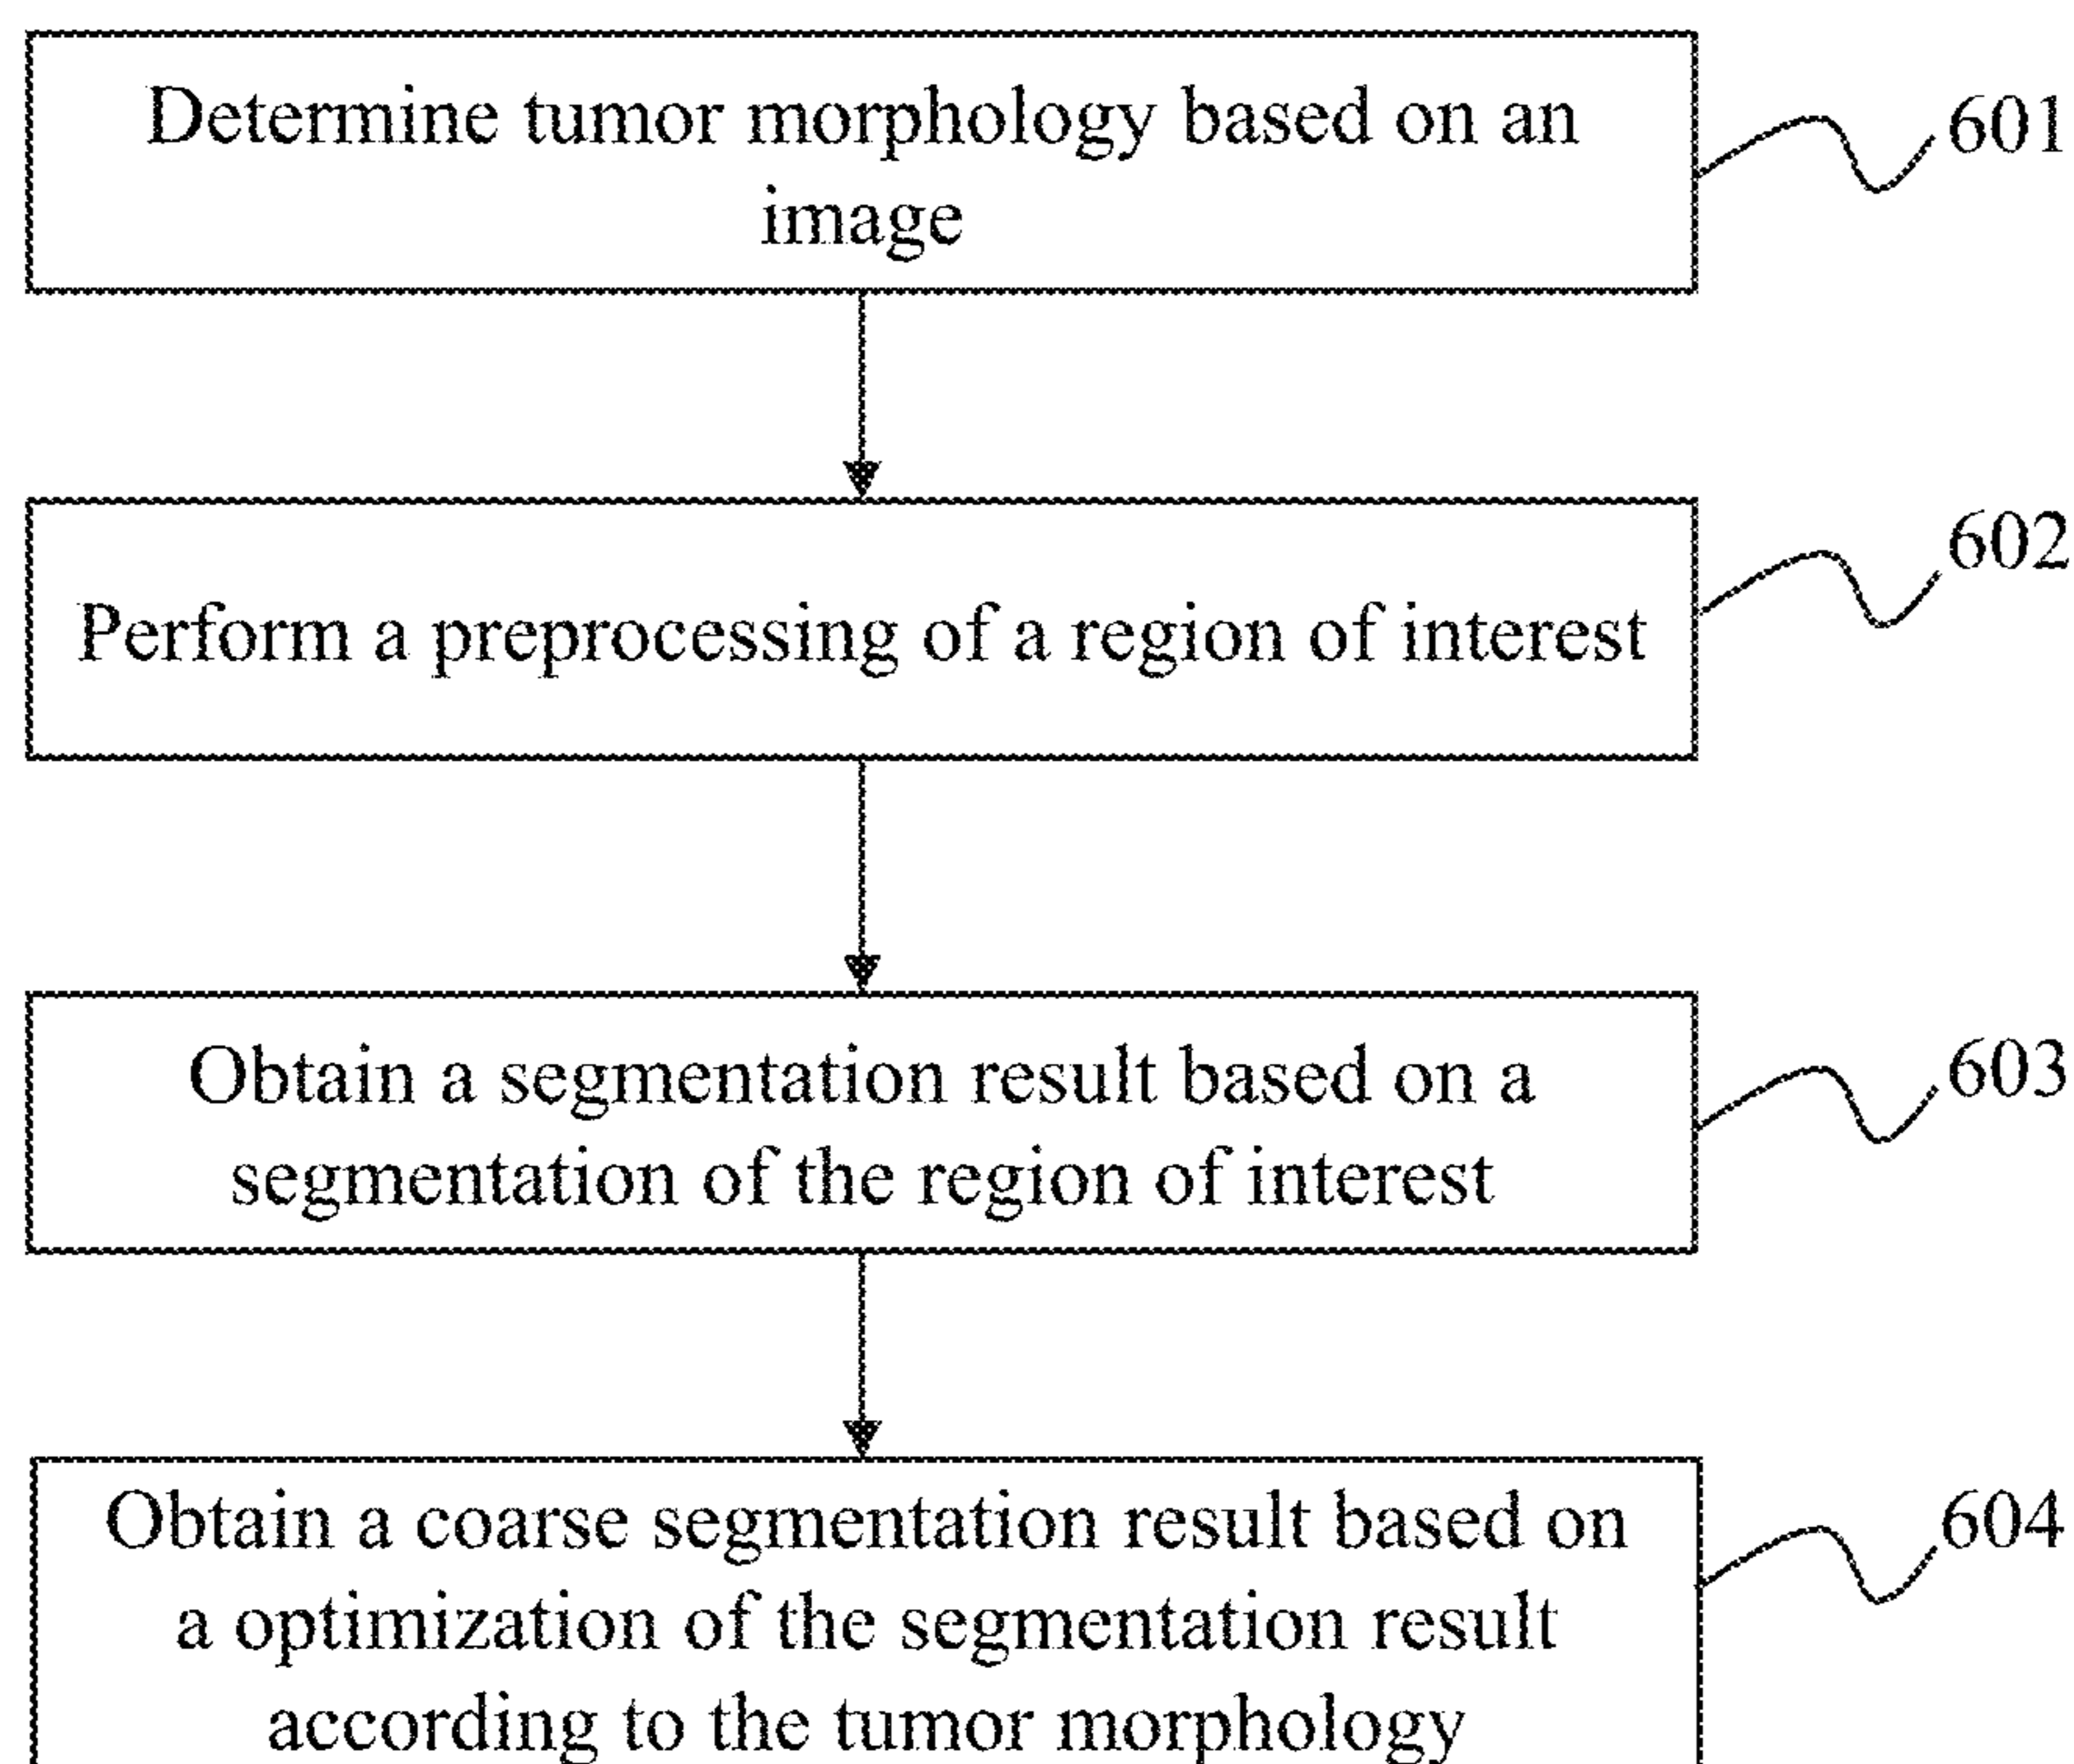 Determine tumor morphology based on an
image
601
Perform a preprocessing of a region of interest
602
Obtain a segmentation result based on a
segmentation of the region of interest
603
Obtain a coarse segmentation result based on
a optimization of the segmentation result
according to the tumor morphology
604